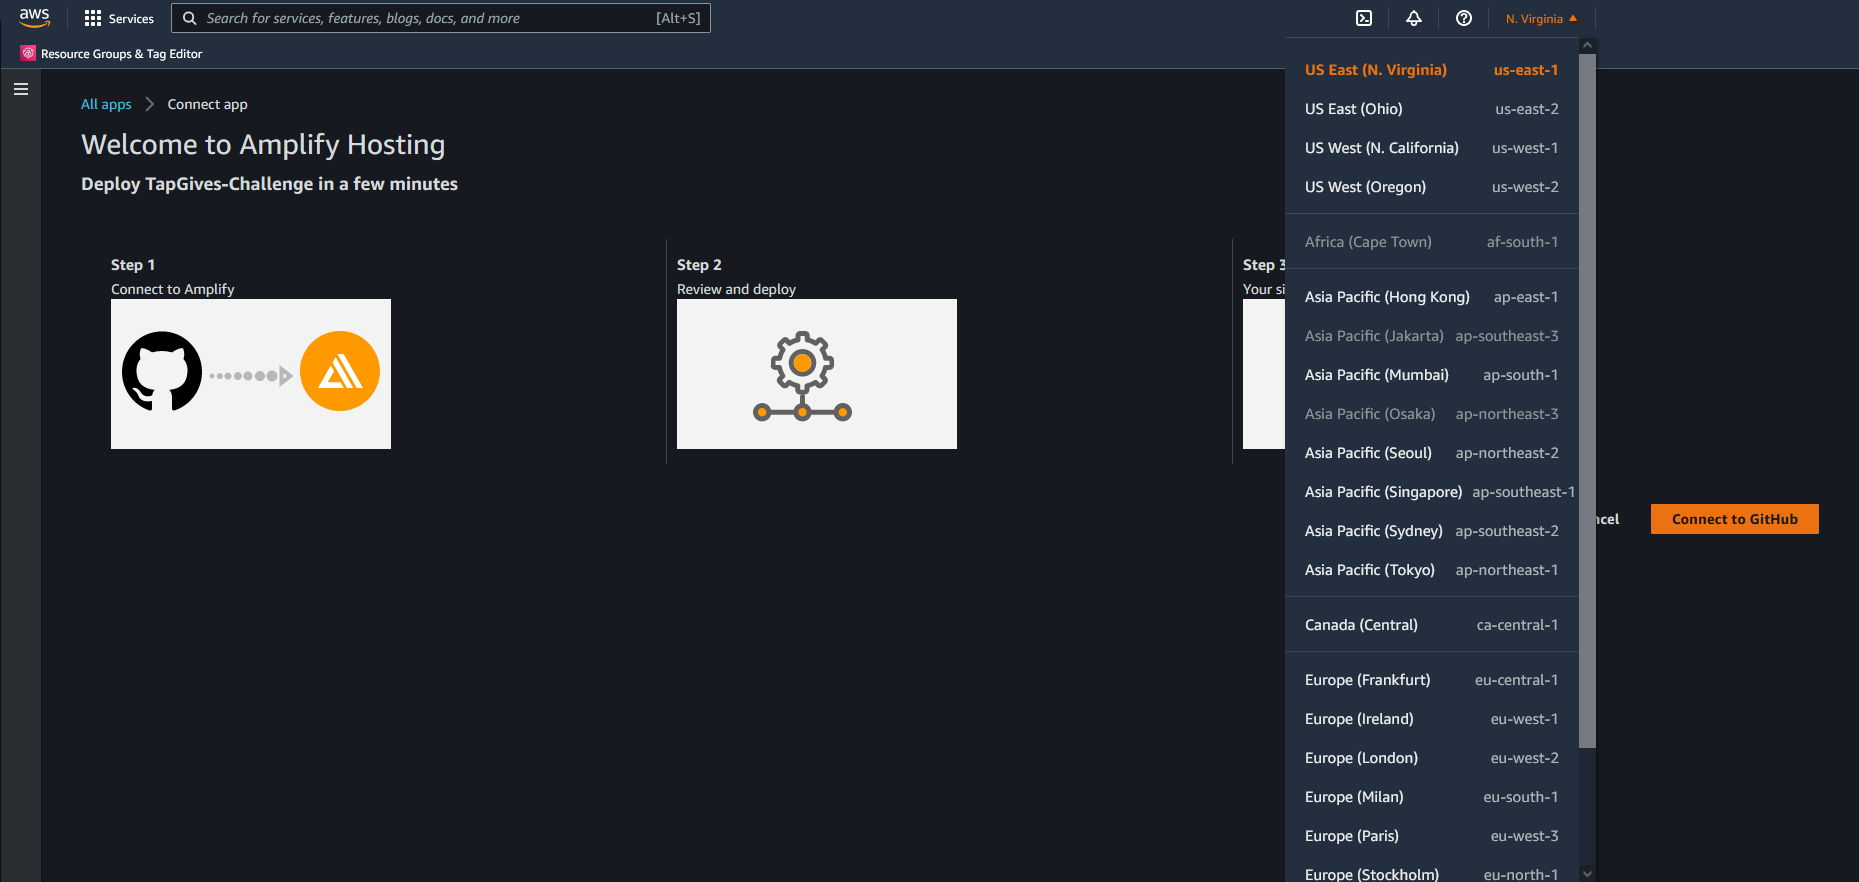 aws
Services
Search for services, features, blogs, docs, and more
[Alt+S]
N. Virginia
Resource Groups & Tag Editor
All apps
Connect app
Welcome to Amplify Hosting
Deploy TapGives-Challenge in a few minutes
Step 1
Connect to Amplify
Step 2
Review and deploy
Step 3
Your si
ncel
Connect to GitHub
US East (N. Virginia) us-east-1
US East (Ohio) us-east-2
US West (N. California) us-west-1
US West (Oregon) us-west-2
Africa (Cape Town) af-south-1
Asia Pacific (Hong Kong) ap-east-1
Asia Pacific (Jakarta) ap-southeast-3
Asia Pacific (Mumbai) ap-south-1
Asia Pacific (Osaka) ap-northeast-3
Asia Pacific (Seoul) ap-northeast-2
Asia Pacific (Singapore) ap-southeast-1
Asia Pacific (Sydney) ap-southeast-2
Asia Pacific (Tokyo) ap-northeast-1
Canada (Central) ca-central-1
Europe (Frankfurt) eu-central-1
Europe (Ireland) eu-west-1
Europe (London) eu-west-2
Europe (Milan) eu-south-1
Europe (Paris) eu-west-3
Europe (Stockholm) eu-north-1